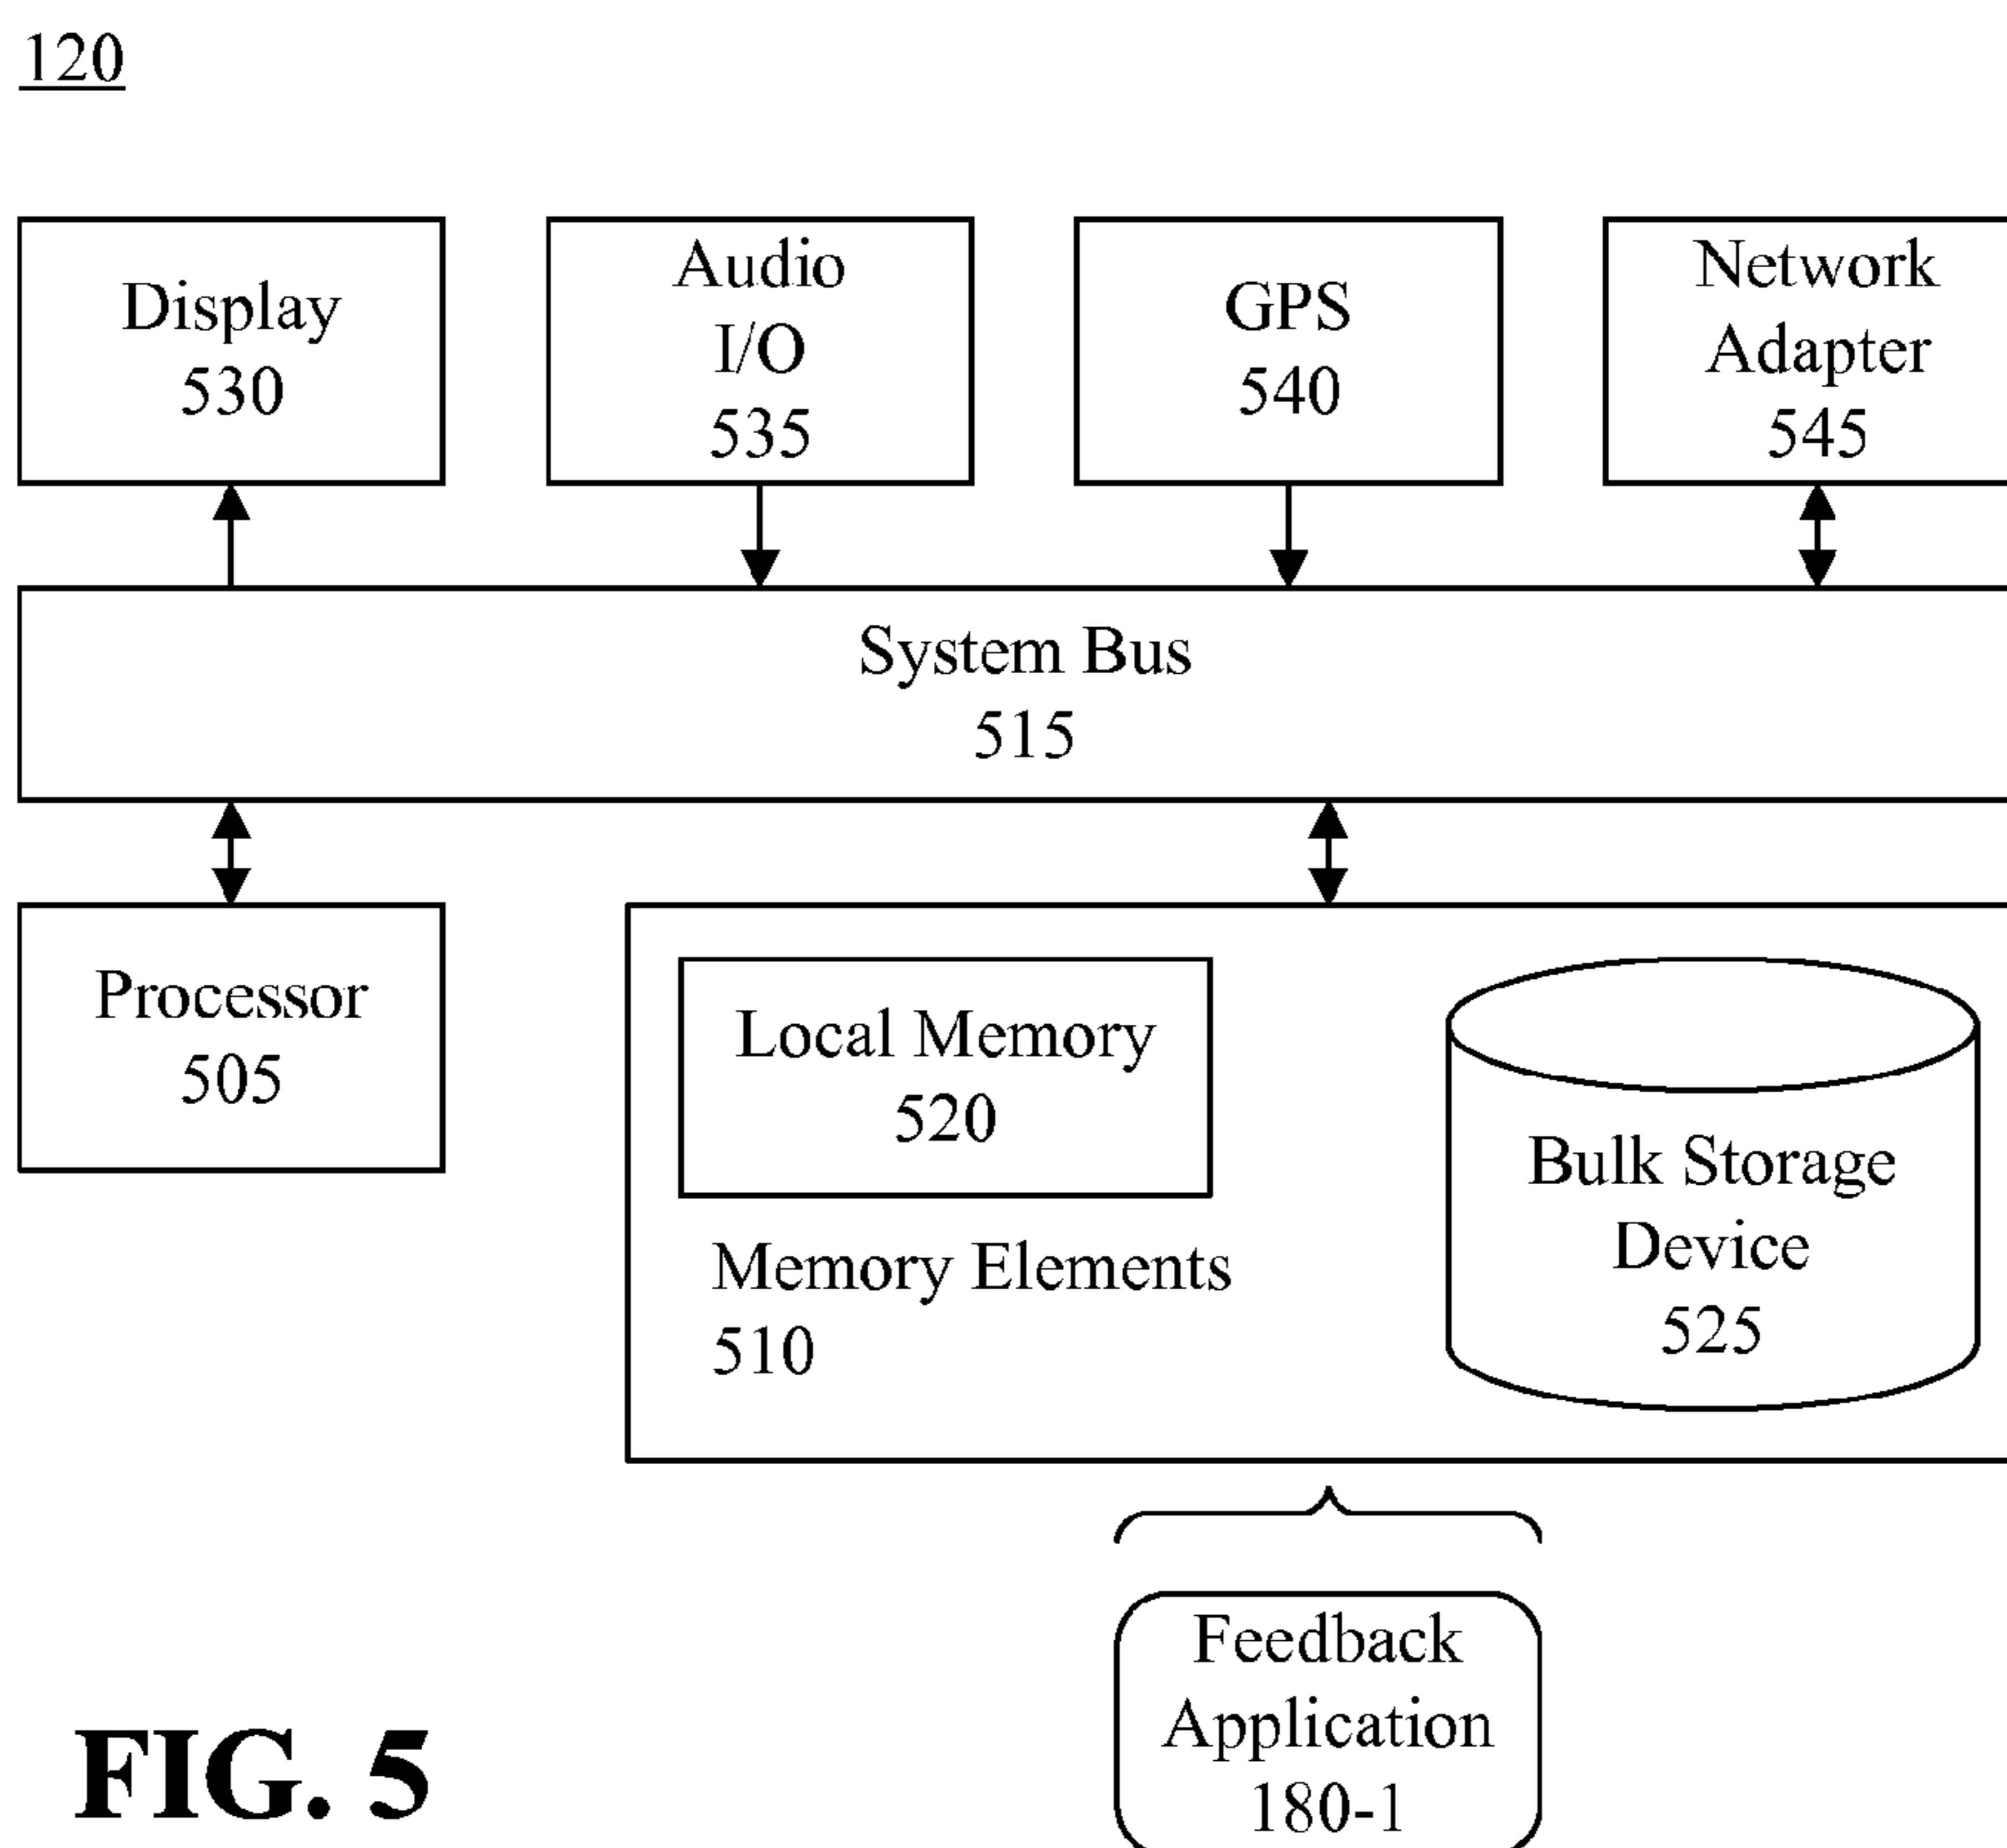 120
Display
530
Audio
I/O
535
GPS
540
Network
Adapter
545
System Bus
515
Processor
505
Local Memory
520
Memory Elements
510
Bulk Storage
Device
525
Feedback
Application
180-1
FIG. 5